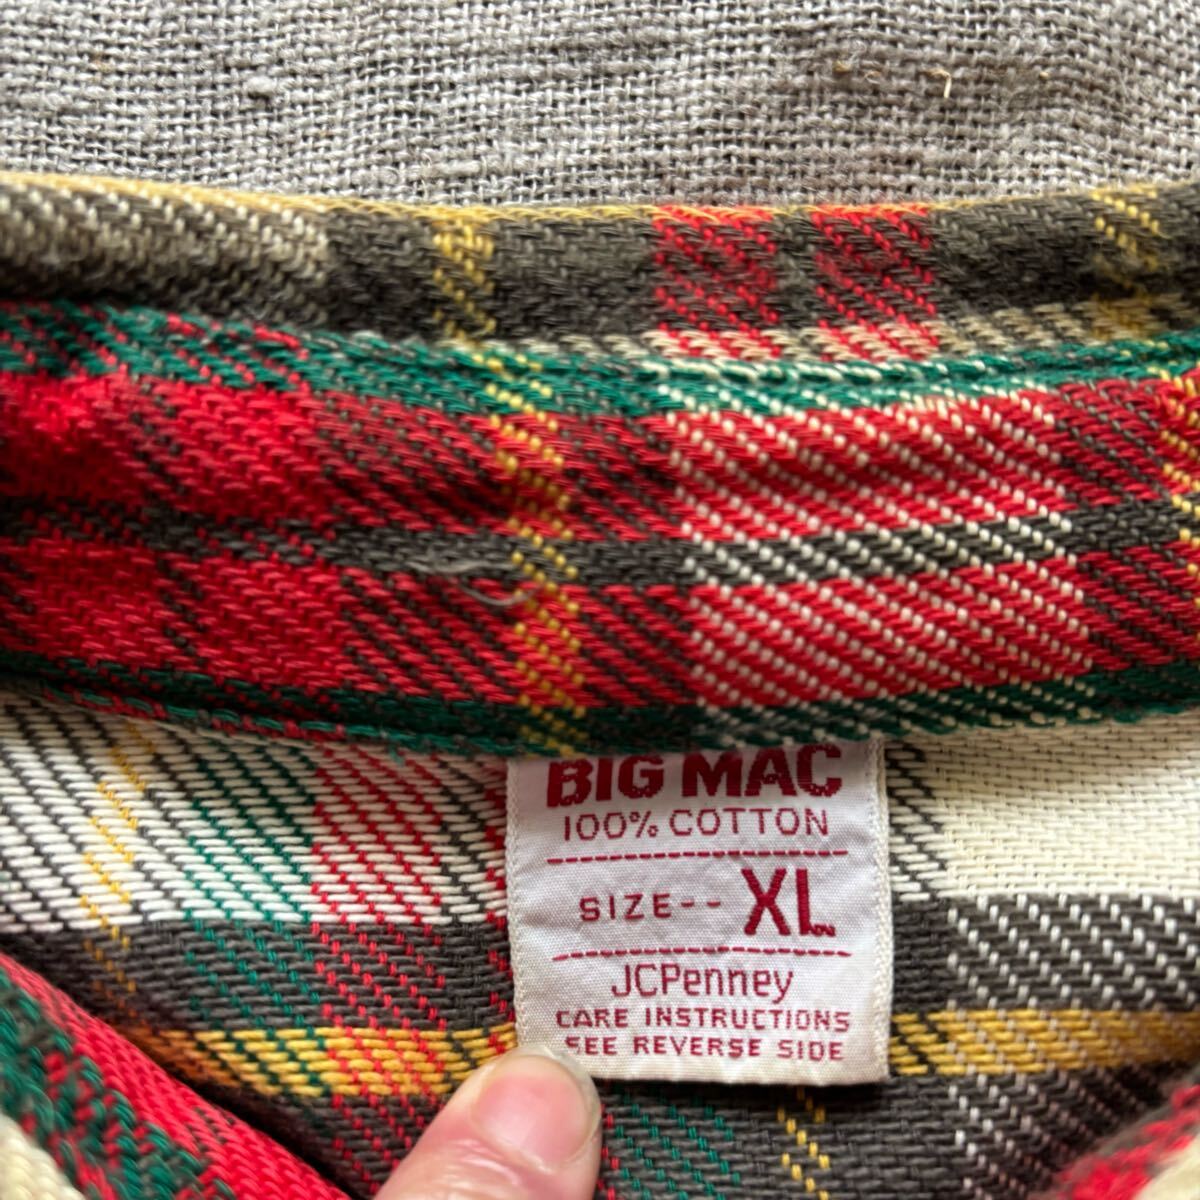 BIG MAC
100% COTTON
SIZE-- XL
JCPenney
CARE INSTRUCTIONS
SEE REVERSE SIDE